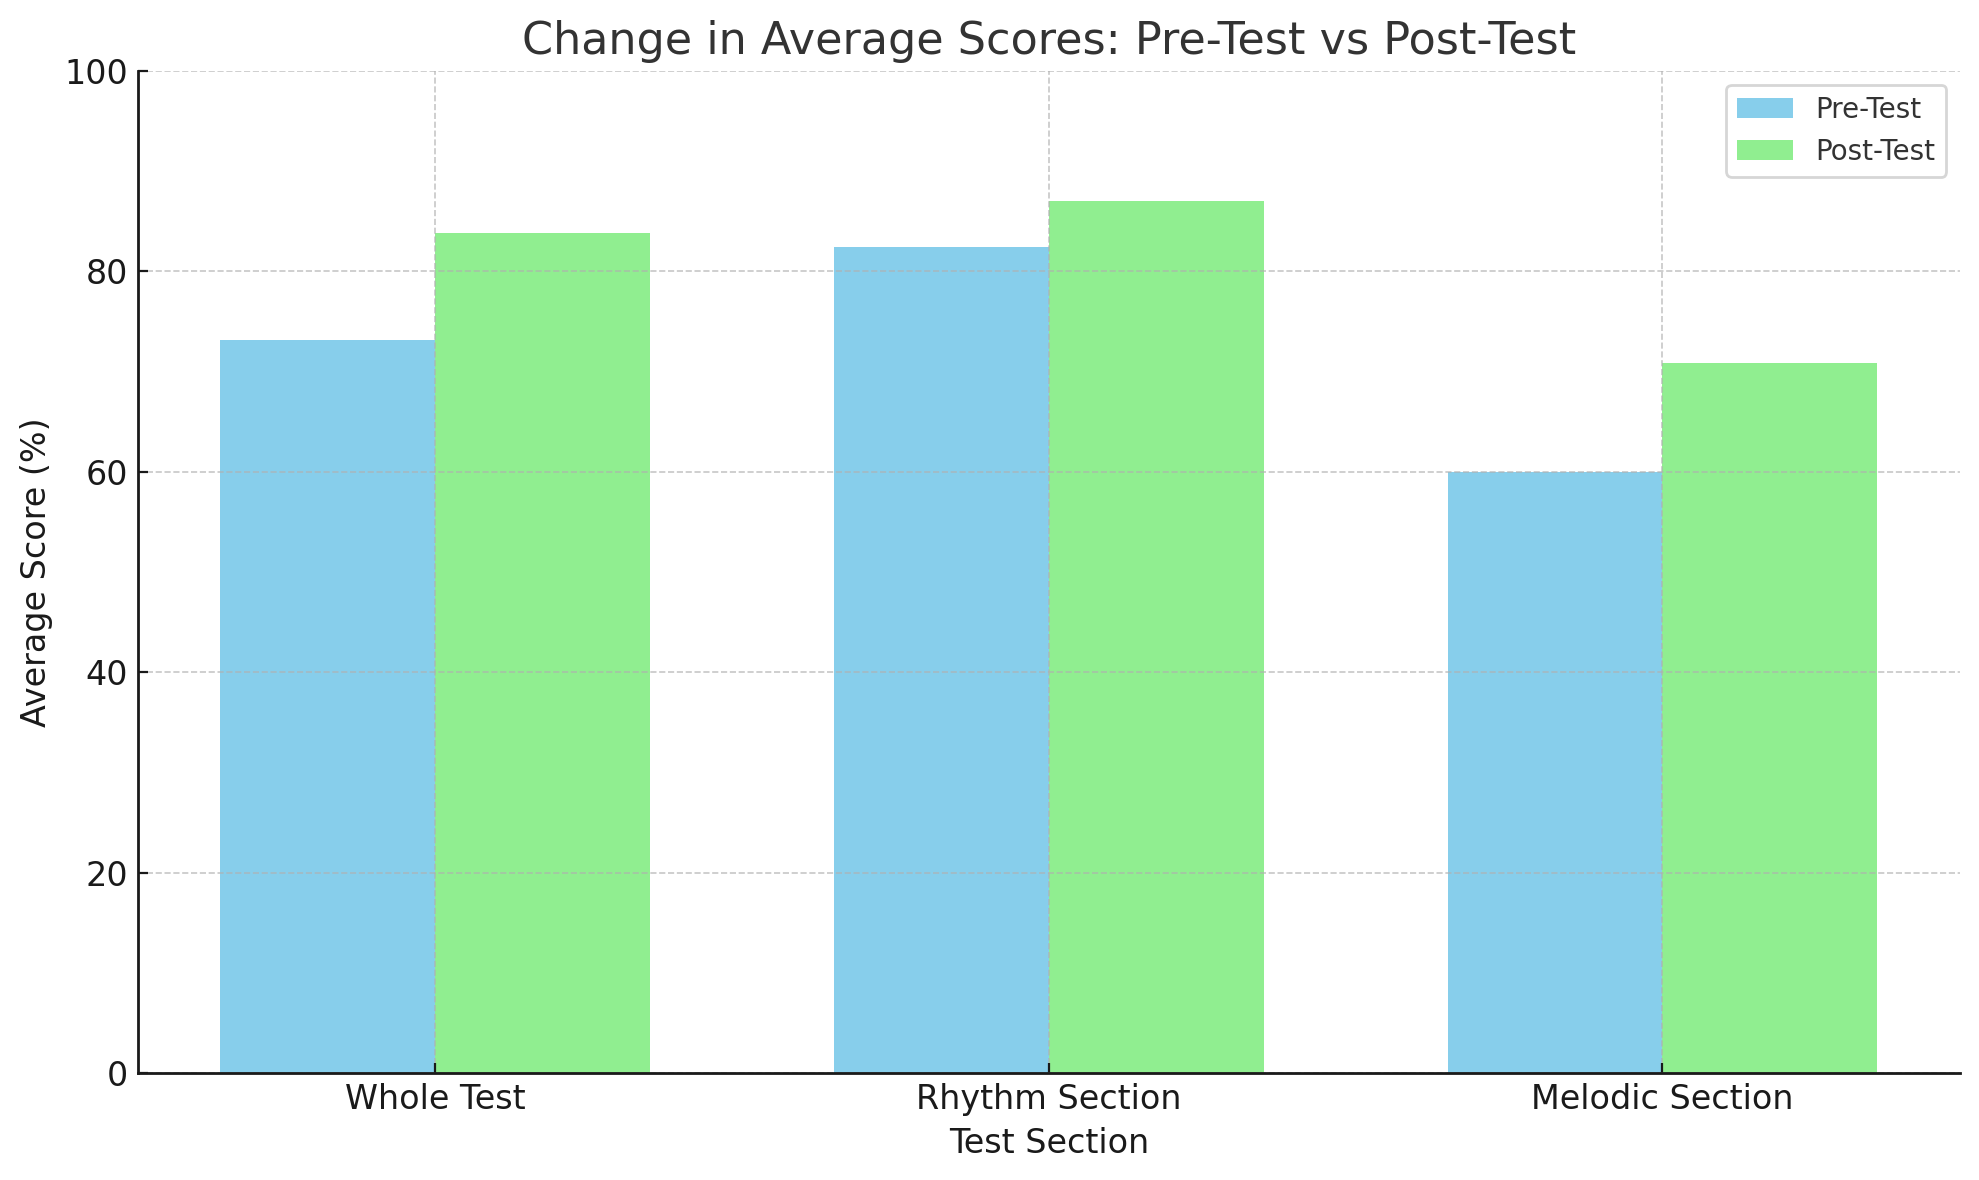 Change in Average Scores: Pre-Test vs Post-Test
100
80
60
40
20
0
Average Score (%)
Pre-Test
Post-Test
Whole Test
Rhythm Section
Melodic Section
Test Section